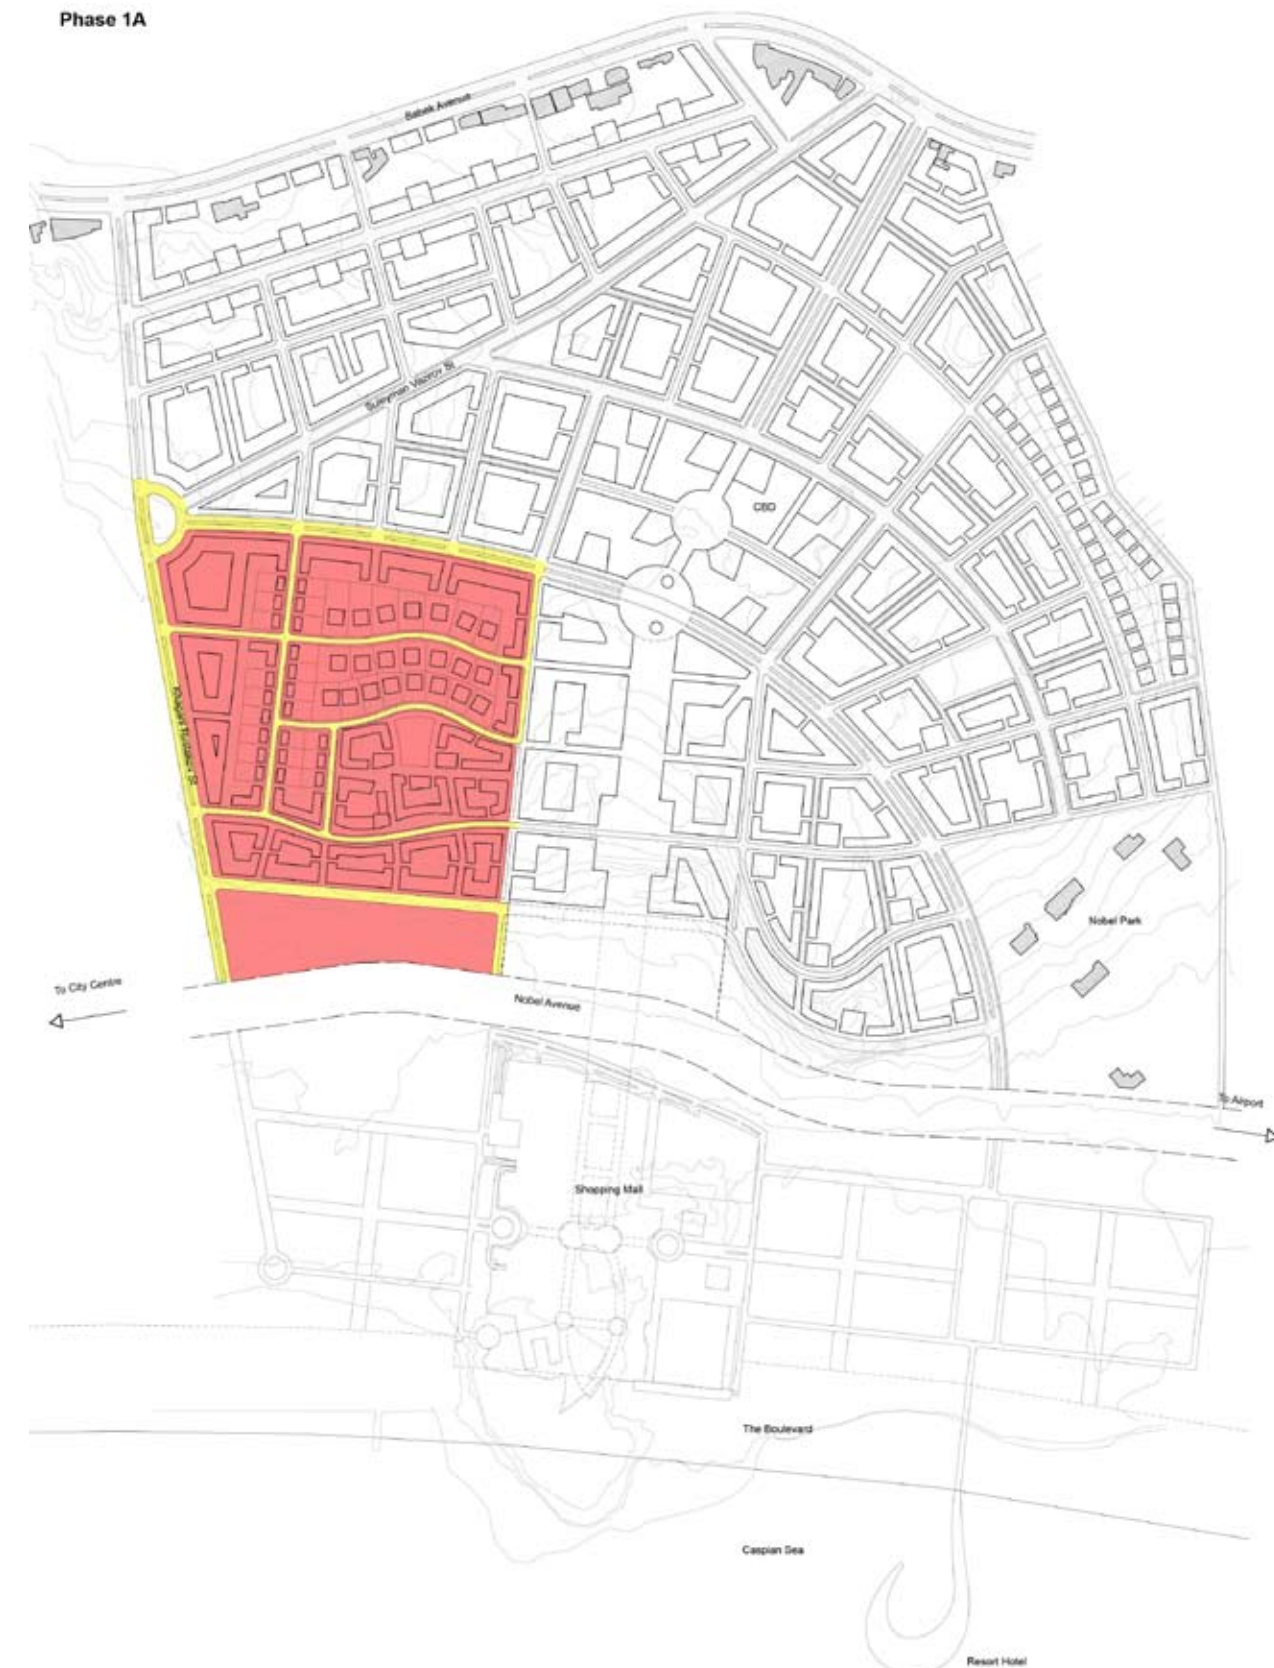 Phase 1A
Babek Avenue
Suleyman Vazirov St
CBD
Nobel Park
To City Centre
Nobel Avenue
To Airport
Shopping Mall
The Boulevard
Caspian Sea
Resort Hotel